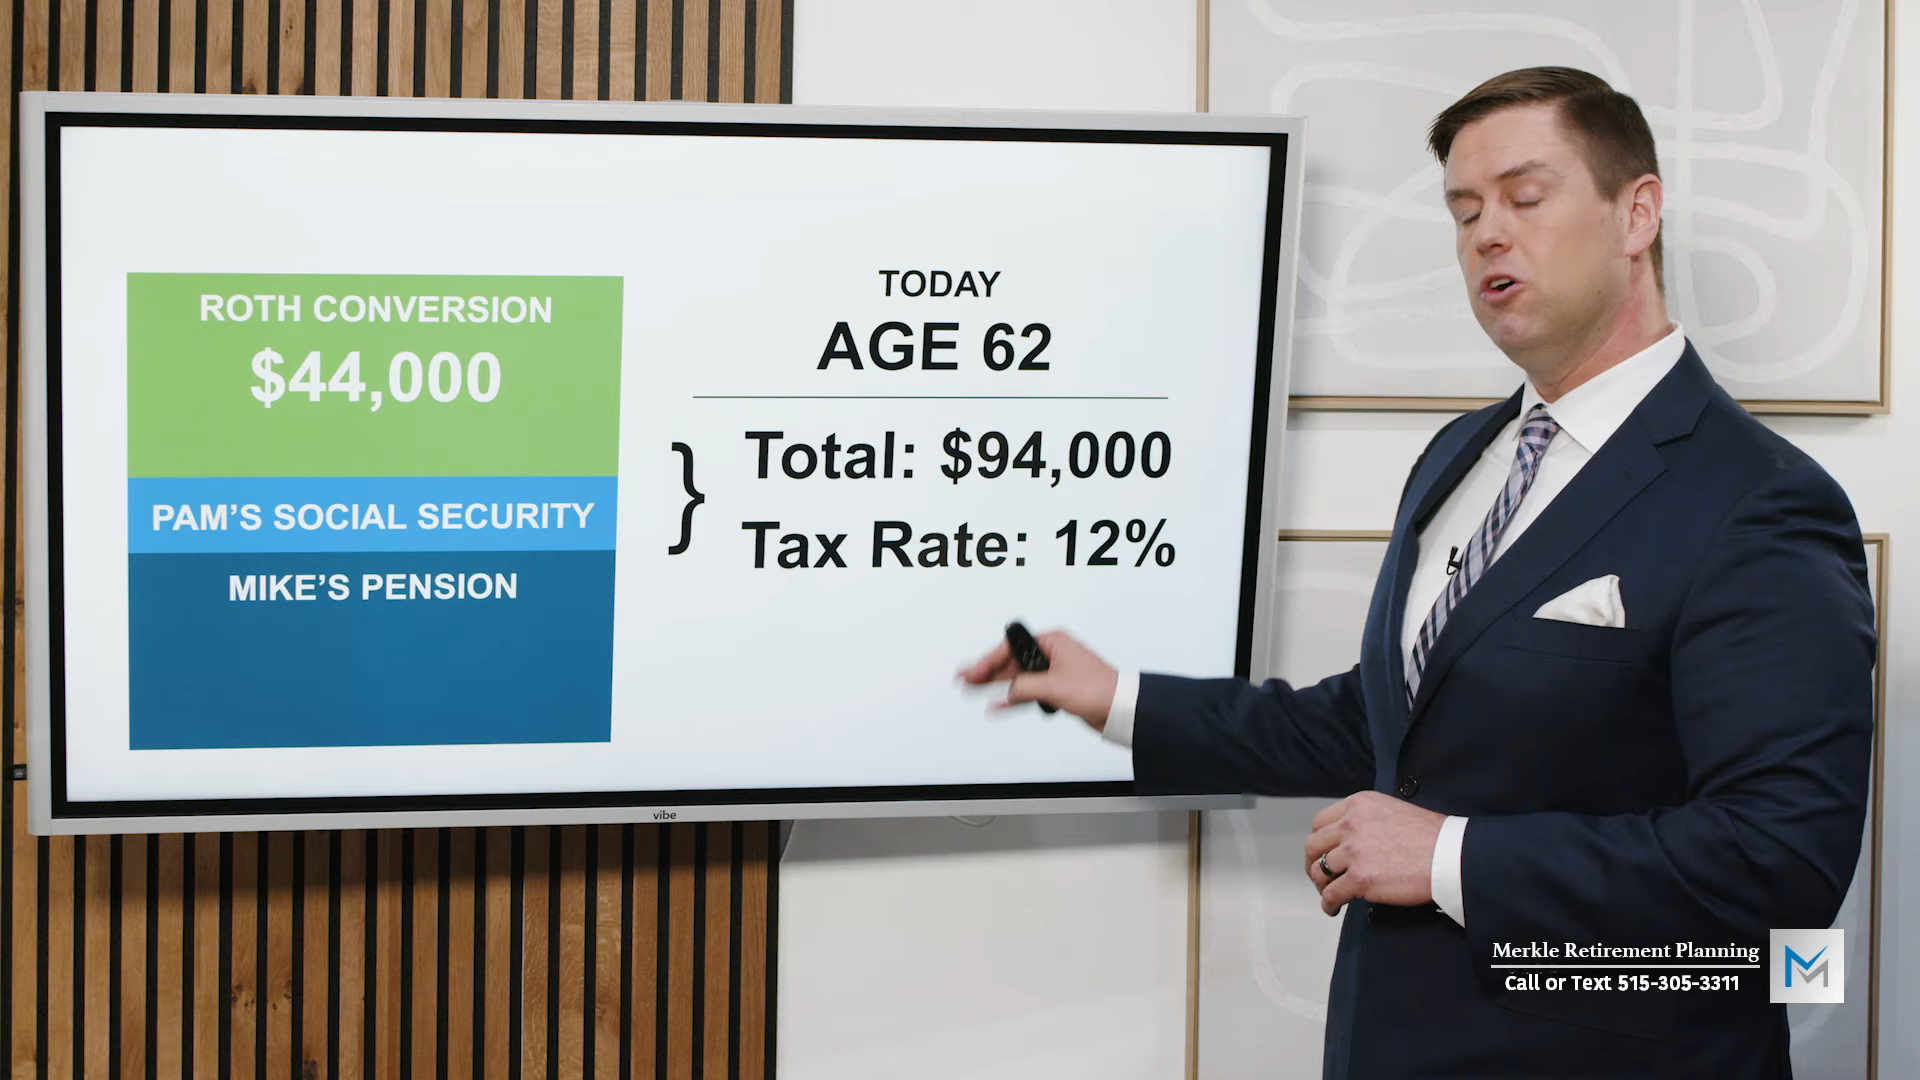 ROTH CONVERSION
$44,000
PAM'S SOCIAL SECURITY
MIKE'S PENSION
TODAY
AGE 62
} Total: $94,000
Tax Rate: 12%
vibe
Merkle Retirement Planning
Call or Text 515-305-3311